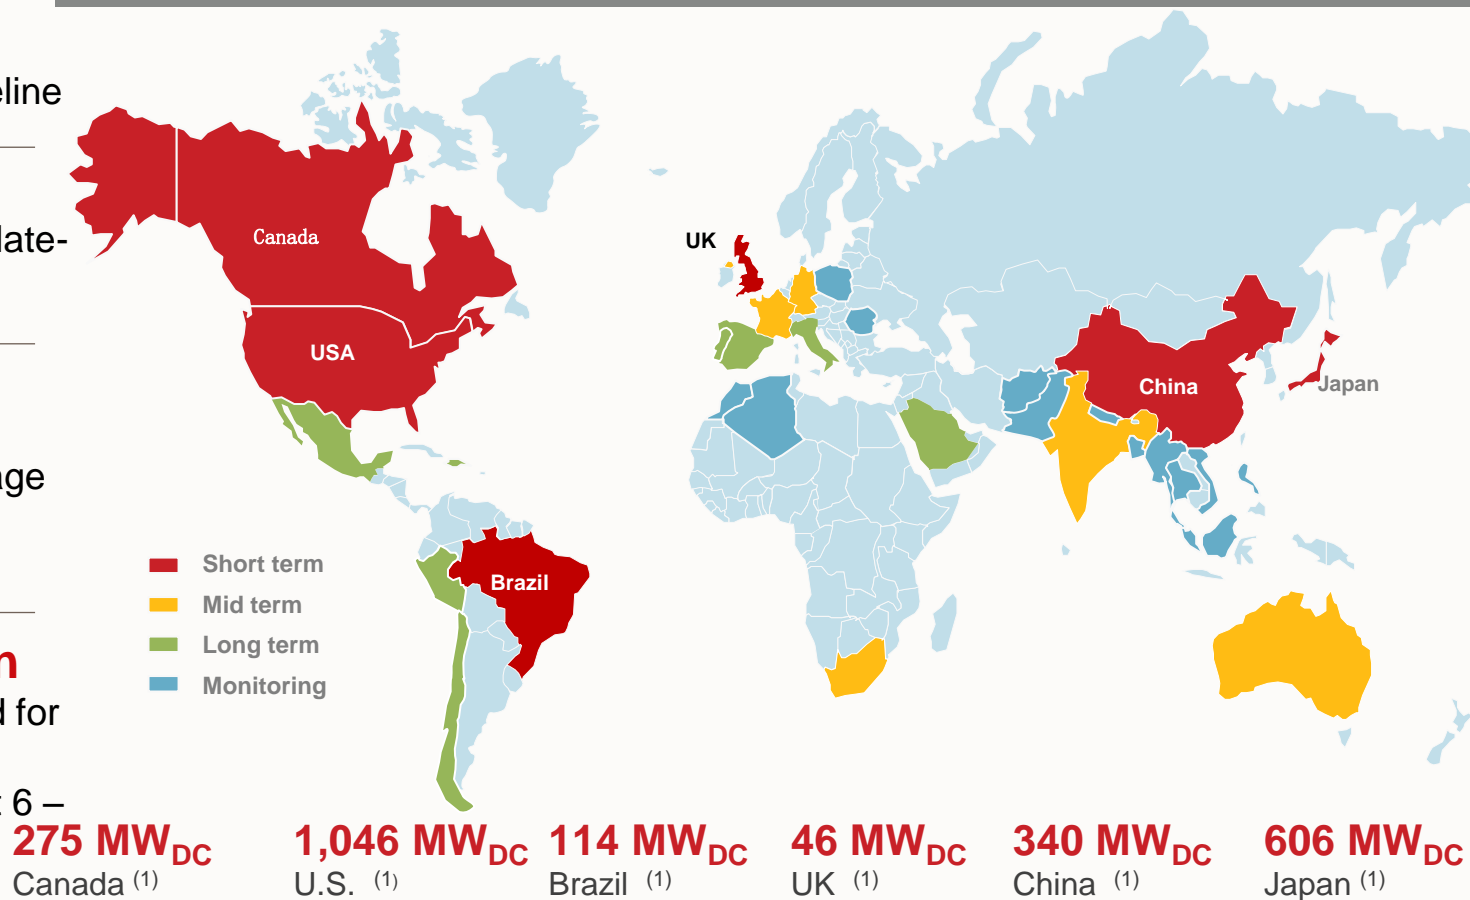 eline
late-
age
n
d for
t 6 –
Canada
USA
UK
China
Japan
Brazil
Short term
Mid term
Long term
Monitoring
275 MWDC
Canada (1)
1,046 MWDC
U.S. (1)
114 MWDC
Brazil (1)
46 MWDC
UK (1)
340 MWDC
China (1)
606 MWDC
Japan (1)